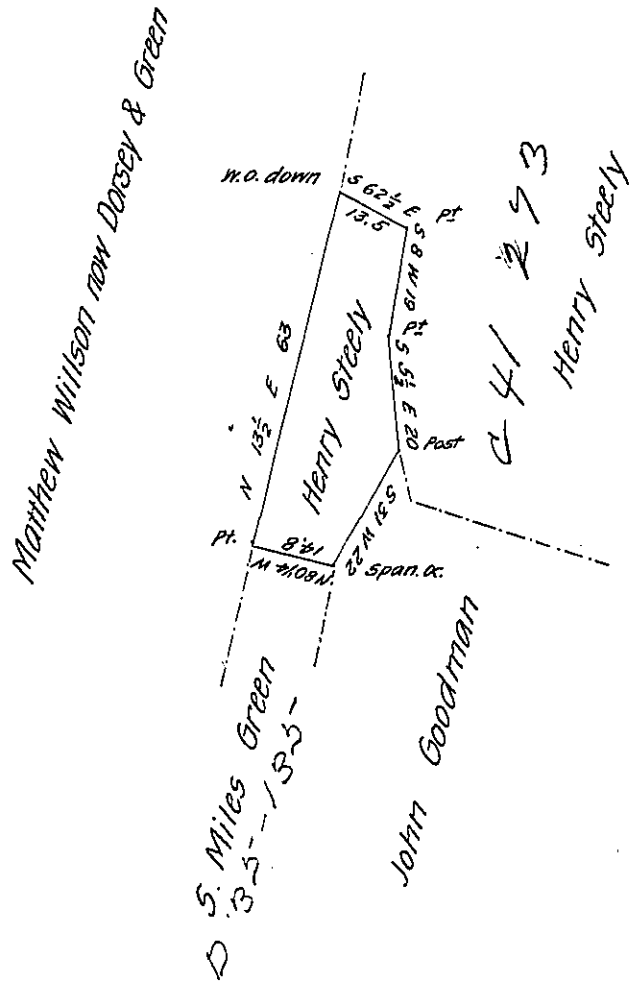 Matthew Willson now Dorsey & Green
w.o. down
S 62½ E
13.5
Pt
S 8 W 19
Pt
S 5½ E 20
Post
S 31 W 22
Span.oc.
N 80¼ W
14.8
Pt.
N 13½ E 63
Henry Steely
C 41 273
Henry Steely
John Goodman
S. Miles Green
D.35--135-